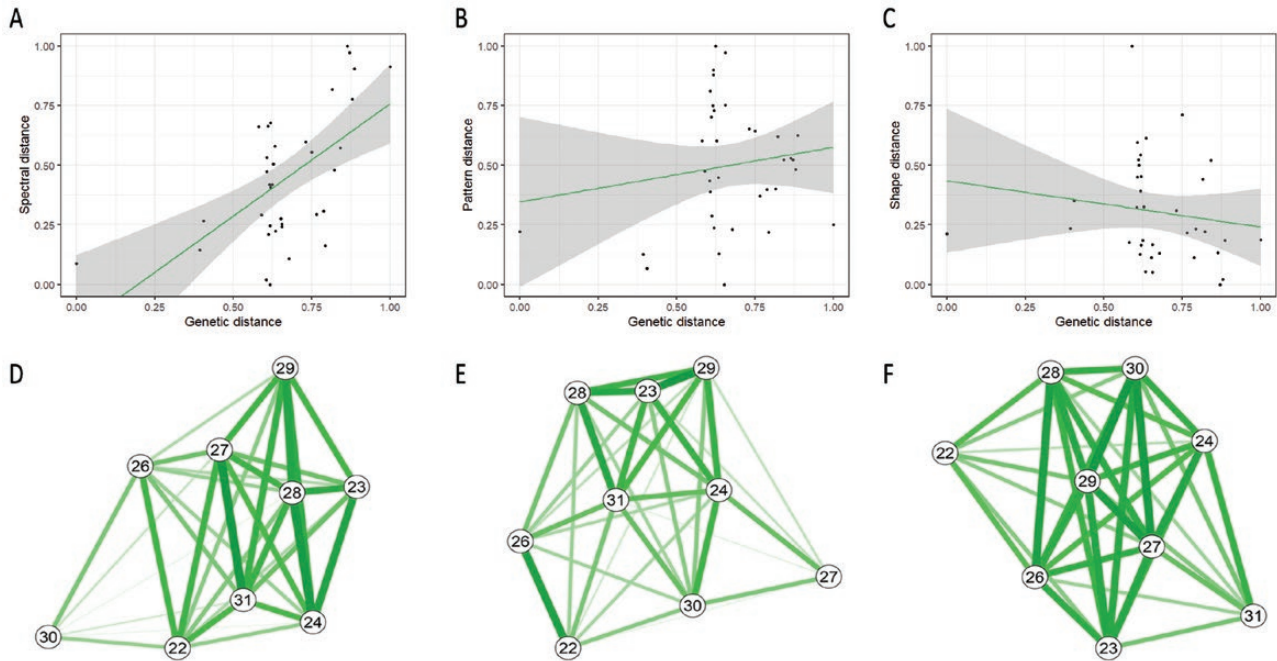 A
B
C
1.00
0.75
0.50
0.25
0.00
Spectral distance
0.00 0.25 0.50 0.75 1.00
Genetic distance
1.00
0.75
0.50
0.25
0.00
Pattern distance
0.00 0.25 0.50 0.75 1.00
Genetic distance
1.00
0.75
0.50
0.25
0.00
Shape distance
0.00 0.25 0.50 0.75 1.00
Genetic distance
D
29
27
26
28
23
31
24
30
22
E
29
28
23
24
31
26
27
30
22
F
28
30
24
22
29
27
26
31
23